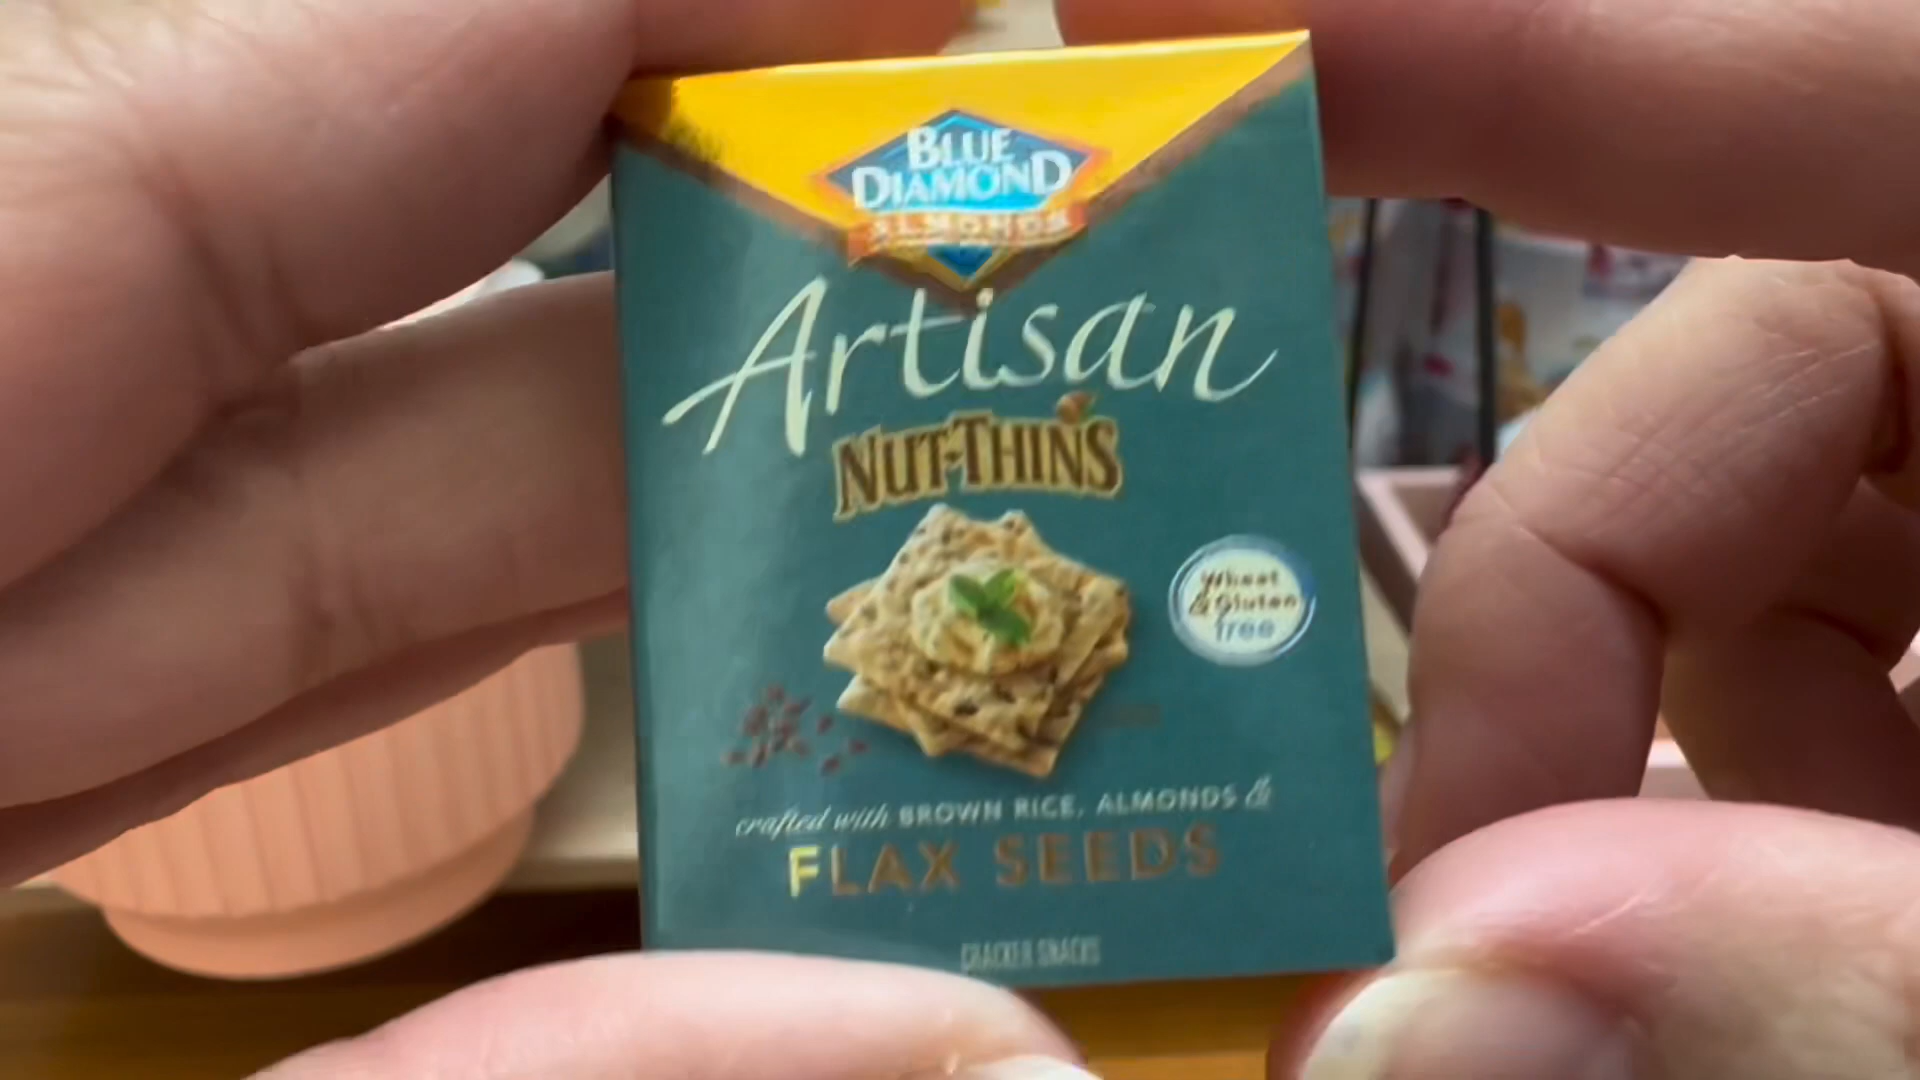 BLUE
DIAMOND
ALMONDS
Artisan
NUT-THINS
Wheat
& Gluten
free
crafted with BROWN RICE, ALMONDS &
FLAX SEEDS
CRACKER SNACKS